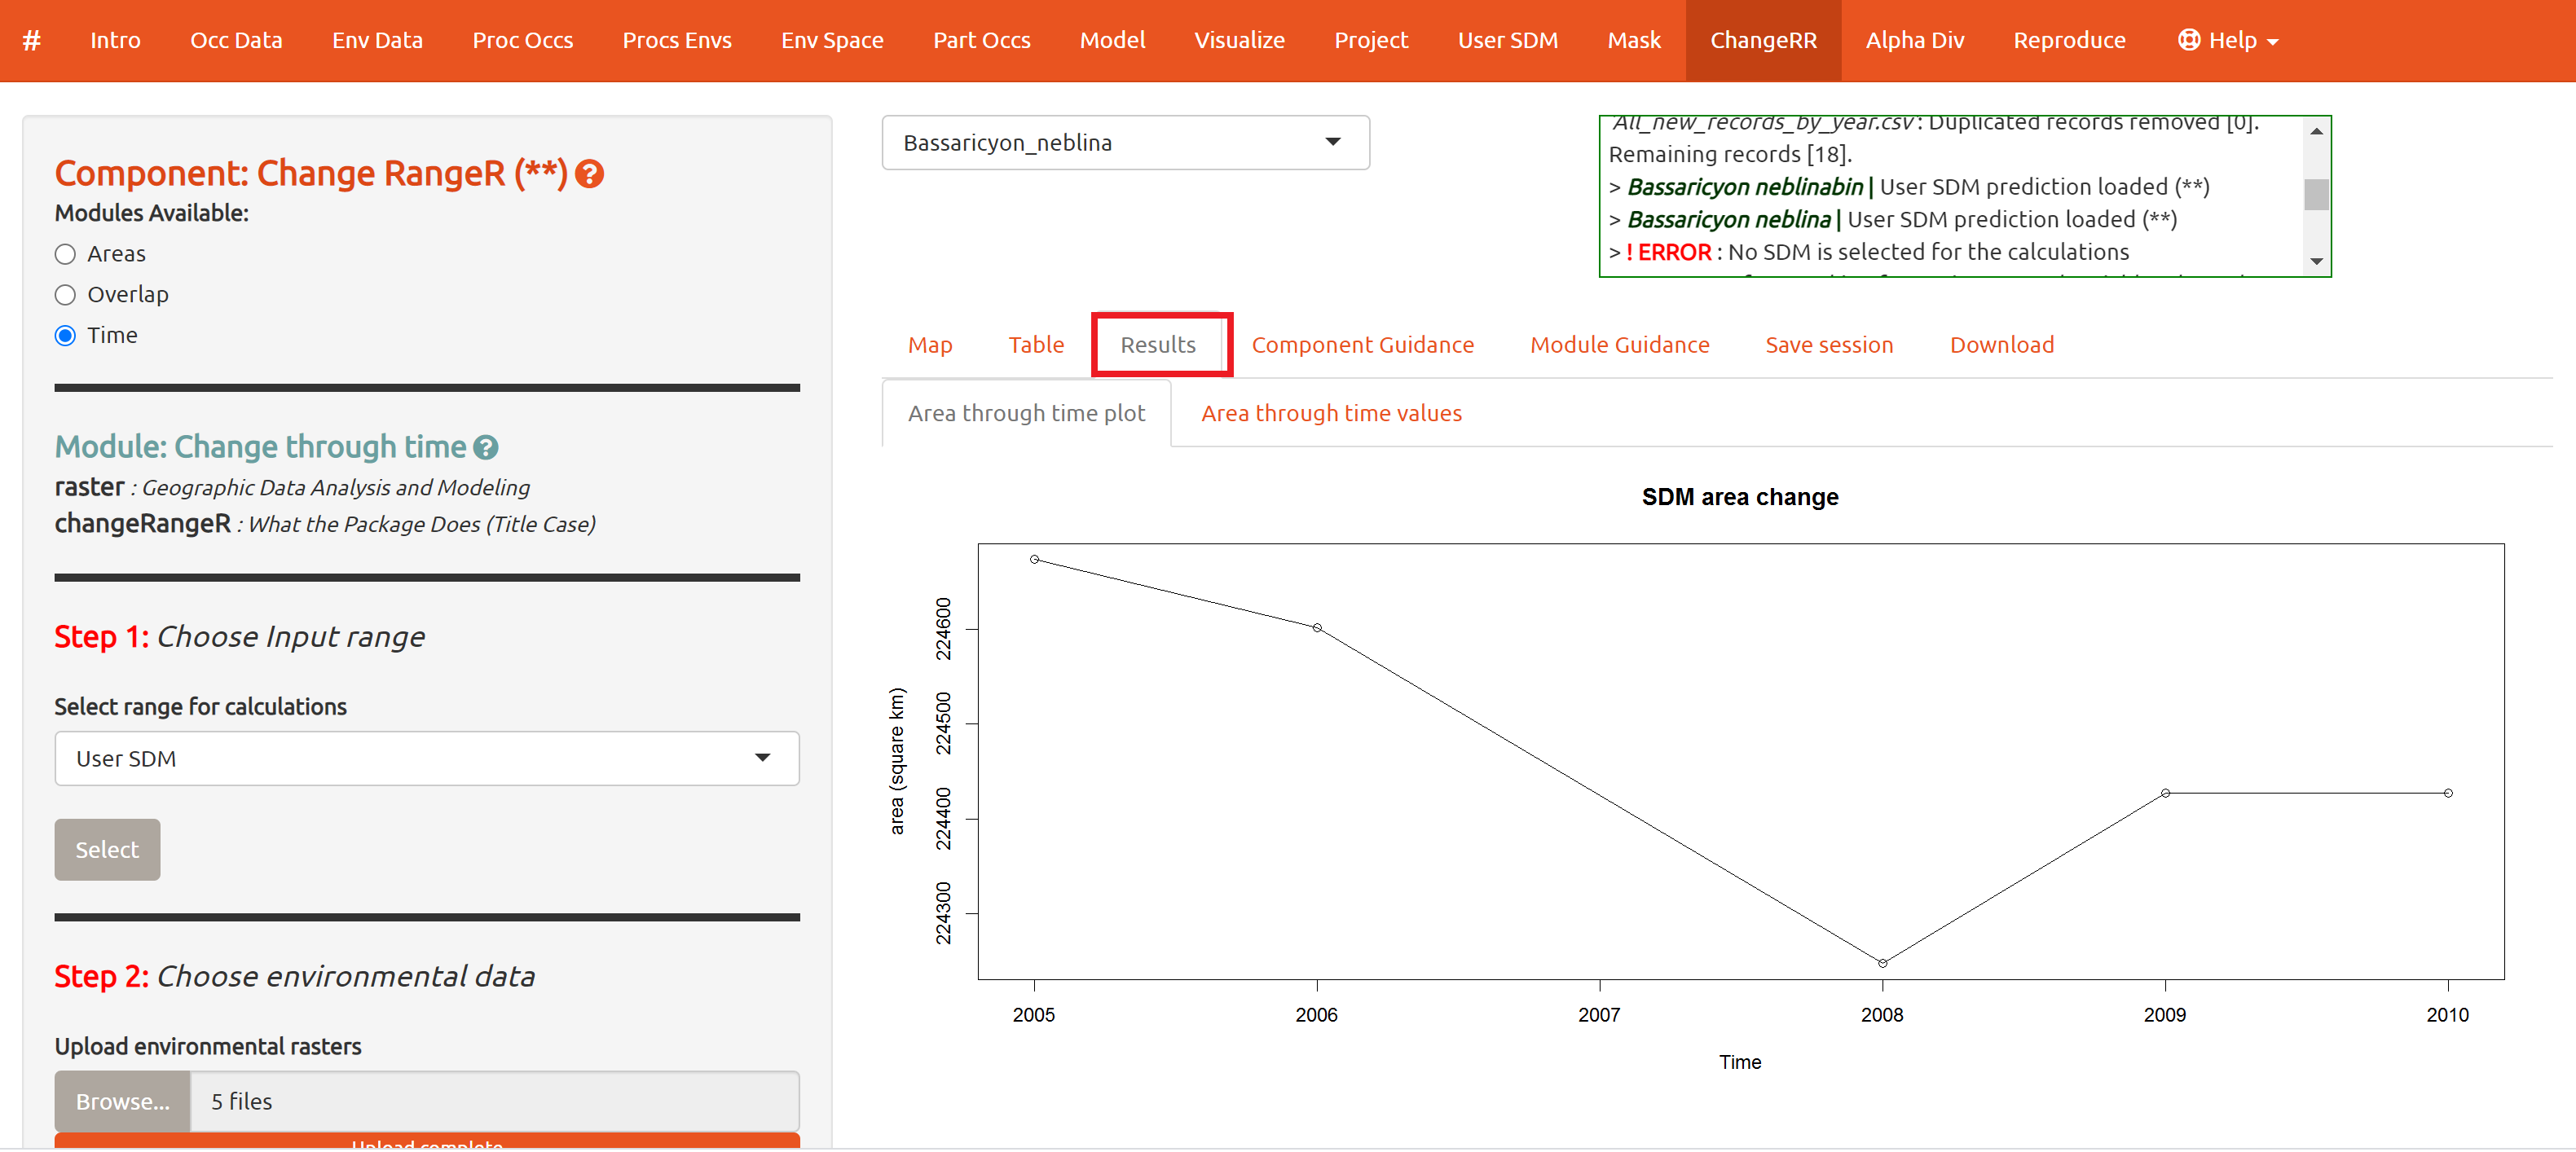 # Intro Occ Data Env Data Proc Occs Procs Envs Env Space Part Occs Model Visualize Project User SDM Mask ChangeRR Alpha Div Reproduce Help
Component: Change RangeR (**)
Modules Available:
Areas
Overlap
Time
Module: Change through time
raster : Geographic Data Analysis and Modeling
changeRangeR : What the Package Does (Title Case)
Step 1: Choose Input range
Select range for calculations
User SDM
Select
Step 2: Choose environmental data
Upload environmental rasters
Browse... 5 files
Upload complete
Bassaricyon_neblina
All_new_records_by_year.csv : Duplicated records removed [0].
Remaining records [18].
> Bassaricyon neblinabin | User SDM prediction loaded (**)
> Bassaricyon neblina | User SDM prediction loaded (**)
> ! ERROR : No SDM is selected for the calculations
Map Table Results Component Guidance Module Guidance Save session Download
Area through time plot Area through time values
SDM area change
area (square km)
224600
224500
224400
224300
2005 2006 2007 2008 2009 2010
Time